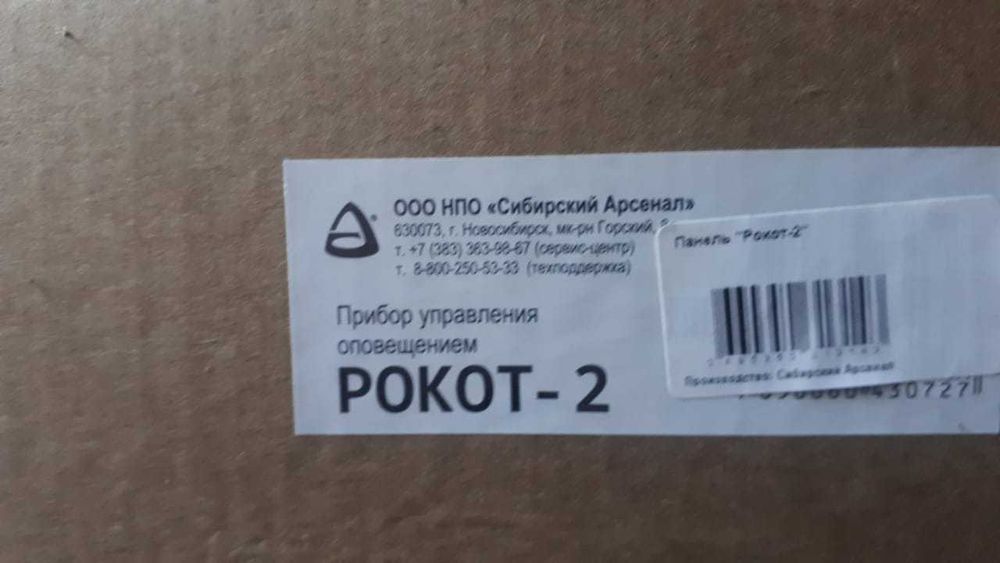 ООО НПО «Сибирский Арсенал»
630073, г. Новосибирск, мк-рн Горский,
т. +7 (383) 363-98-67 (сервис-центр)
т. 8-800-250-53-33 (техподдержка)
Прибор управления
оповещением
РОКОТ- 2
Панель "Рокот-2"
Производство: Сибирский Арсенал
430727